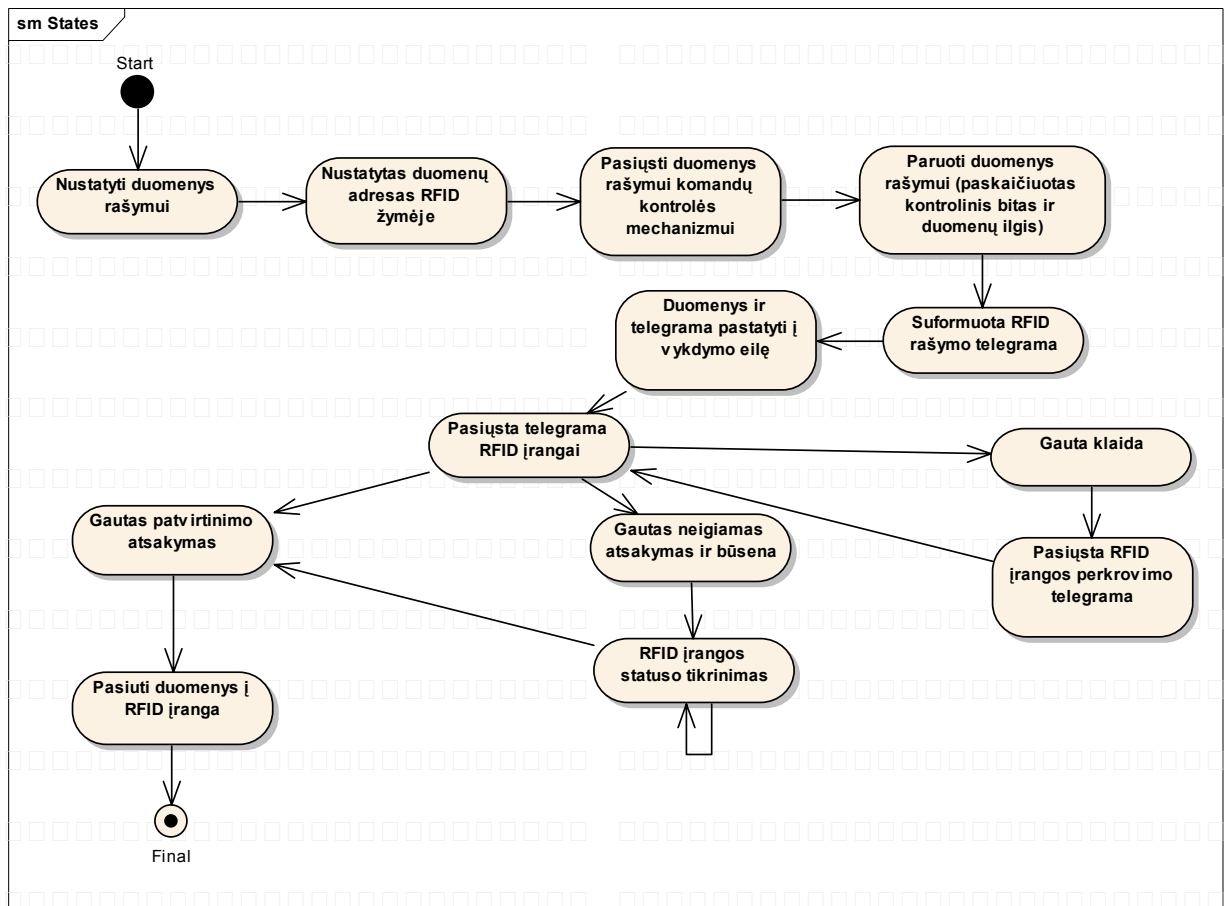 sm States
Start
Nustatyti duomenys
rašymui
Nustatytas duomenų
adresas RFID
žymėje
Pasiųsti duomenys
rašymui komandų
kontrolės
mechanizmui
Paruoti duomenys
rašymui (paskaičiuotas
kontrolinis bitas ir
duomenų ilgis)
Duomenys ir
telegrama pastatyti į
vykdymo eilę
Suformuota RFID
rašymo telegrama
Pasiųsta telegrama
RFID įrangai
Gauta klaida
Gautas patvirtinimo
atsakymas
Gautas neigiamas
atsakymas ir būsena
Pasiųsta RFID
įrangos perkrovimo
telegrama
RFID įrangos
statuso tikrinimas
Pasiuti duomenys į
RFID įranga
Final